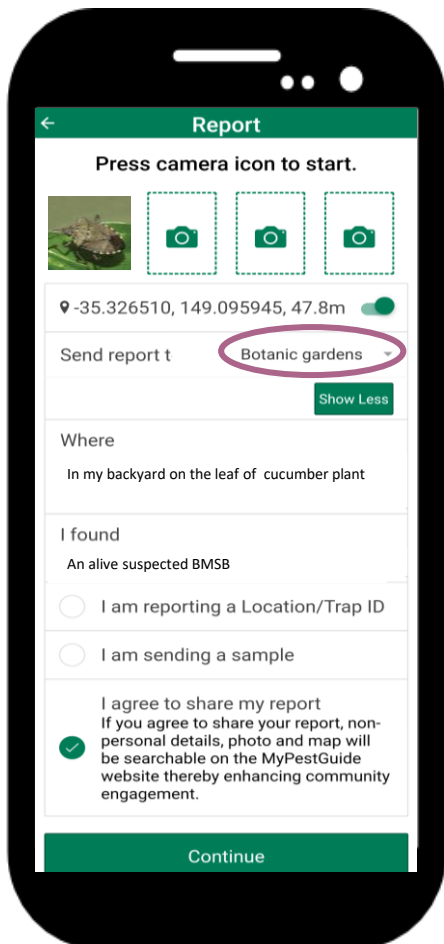 Report
Press camera icon to start.
-35.326510, 149.095945, 47.8m
Send report t
Botanic gardens
Show Less
Where
In my backyard on the leaf of cucumber plant
I found
An alive suspected BMSB
I am reporting a Location/Trap ID
I am sending a sample
I agree to share my report
If you agree to share your report, non-
personal details, photo and map will
be searchable on the MyPestGuide
website thereby enhancing community
engagement.
Continue